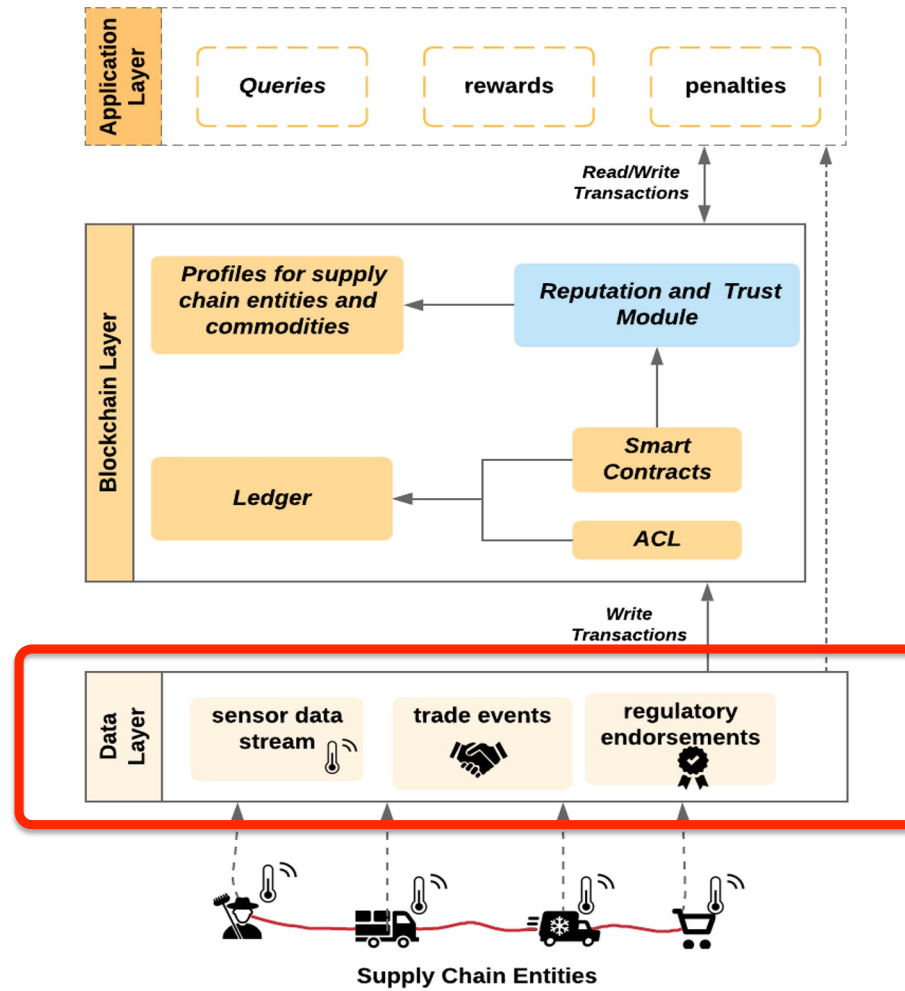 Application
Layer
Queries
rewards
penalties
Read/Write
Transactions
Blockchain Layer
Profiles for supply
chain entities and
commodities
Reputation and Trust
Module
Smart
Contracts
Ledger
ACL
Write
Transactions
Data
Layer
sensor data
stream
trade events
regulatory
endorsements
Supply Chain Entities